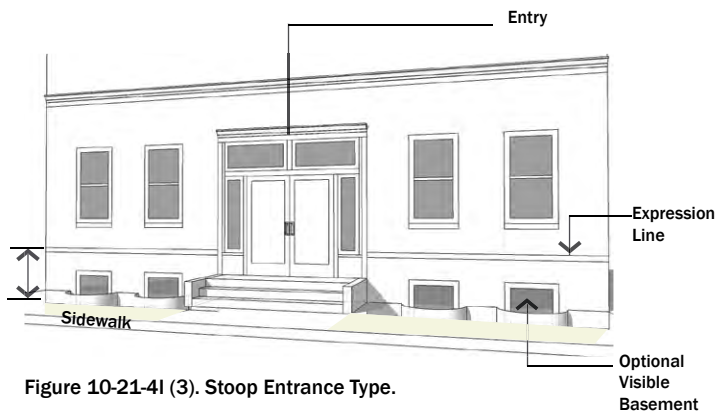 Entry
Expression
Line
Sidewalk
Optional
Visible
Basement
Figure 10-21-4I (3). Stoop Entrance Type.